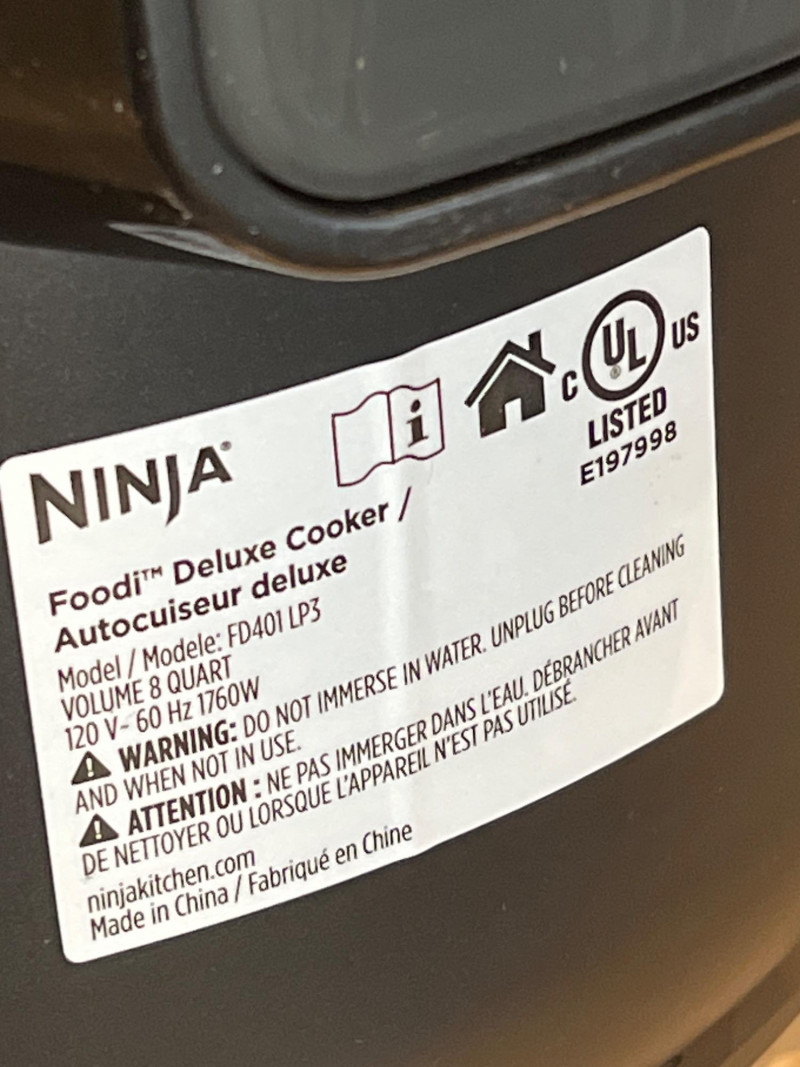 NINJA®
i
C UL® US
LISTED
E197998
Foodi™ Deluxe Cooker /
Autocuiseur deluxe
Model / Modele: FD401 LP3
VOLUME 8 QUART
120 V~ 60 Hz 1760W
WARNING: DO NOT IMMERSE IN WATER. UNPLUG BEFORE CLEANING
AND WHEN NOT IN USE.
ATTENTION : NE PAS IMMERGER DANS L'EAU. DÉBRANCHER AVANT
DE NETTOYER OU LORSQUE L'APPAREIL N'EST PAS UTILISÉ.
ninjakitchen.com
Made in China / Fabriqué en Chine